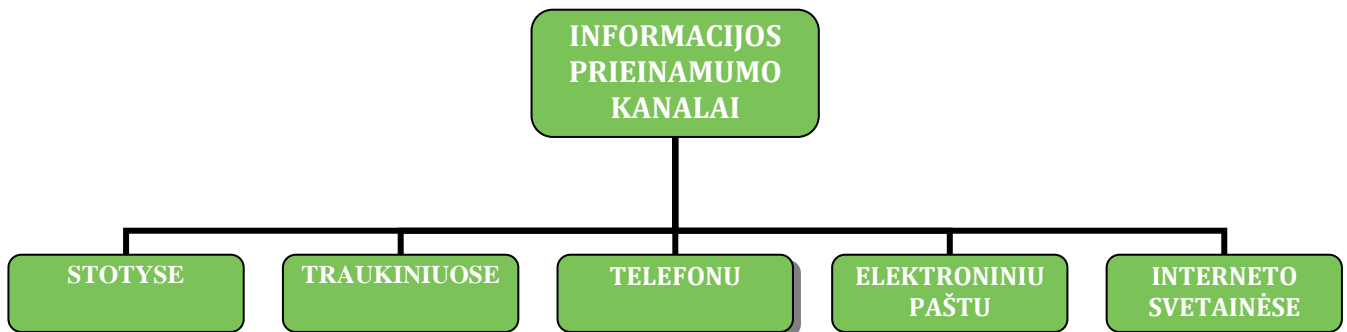 INFORMACIJOS
PRIEINAMUMO
KANALAI
STOTYSE
TRAUKINIUOSE
TELEFONU
ELEKTRONINIU
PAŠTU
INTERNETO
SVETAINĖSE